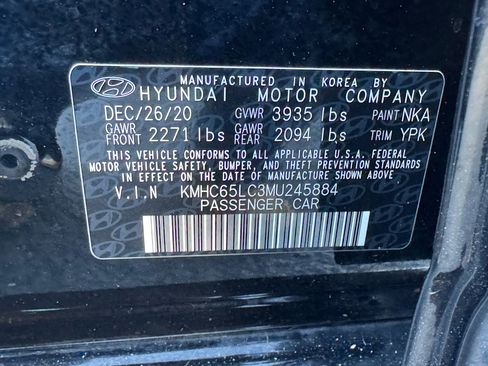 MANUFACTURED IN KOREA BY
HYUNDAI MOTOR COMPANY
DEC/26/20 GVWR 3935 lbs PAINT NKA
GAWR FRONT 2271 lbs GAWR REAR 2094 lbs TRIM YPK
THIS VEHICLE CONFORMS TO ALL APPLICABLE U.S.A. FEDERAL
MOTOR VEHICLE SAFETY, BUMPER, AND THEFT PREVENTION
STANDARDS IN EFFECT ON THE DATE OF MANUFACTURE SHOWN ABOVE.
V.I.N KMHC65LC3MU245884
PASSENGER CAR